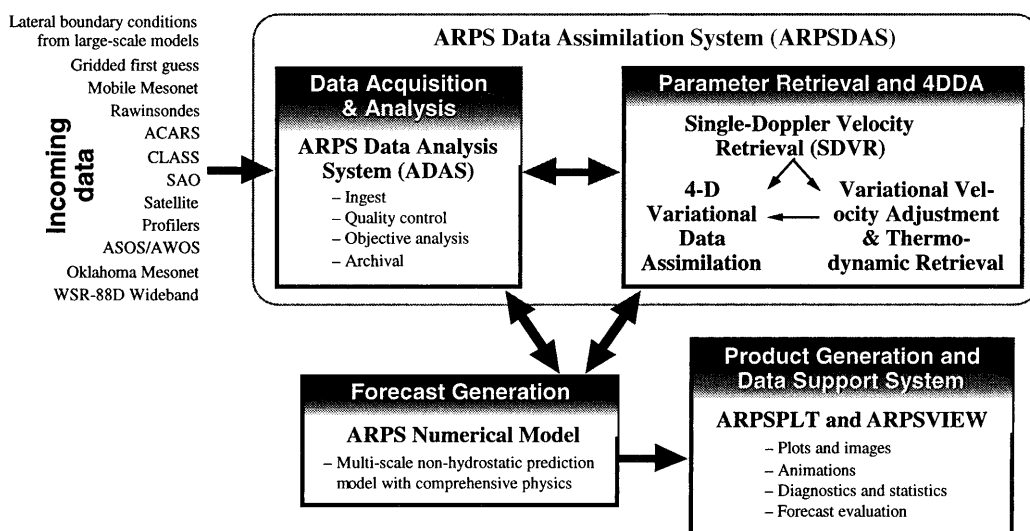 Lateral boundary conditions
from large-scale models
Gridded first guess
Mobile Mesonet
Rawinsondes
ACARS
CLASS
SAO
Satellite
Profilers
ASOS/AWOS
Oklahoma Mesonet
WSR-88D Wideband
Incoming
data
ARPS Data Assimilation System (ARPSDAS)
Data Acquisition
& Analysis
ARPS Data Analysis
System (ADAS)
– Ingest
– Quality control
– Objective analysis
– Archival
Parameter Retrieval and 4DDA
Single-Doppler Velocity
Retrieval (SDVR)
4-D
Variational
Data
Assimilation
Variational Vel-
ocity Adjustment
& Thermo-
dynamic Retrieval
Forecast Generation
ARPS Numerical Model
– Multi-scale non-hydrostatic prediction
model with comprehensive physics
Product Generation and
Data Support System
ARPSPLT and ARPSVIEW
– Plots and images
– Animations
– Diagnostics and statistics
– Forecast evaluation